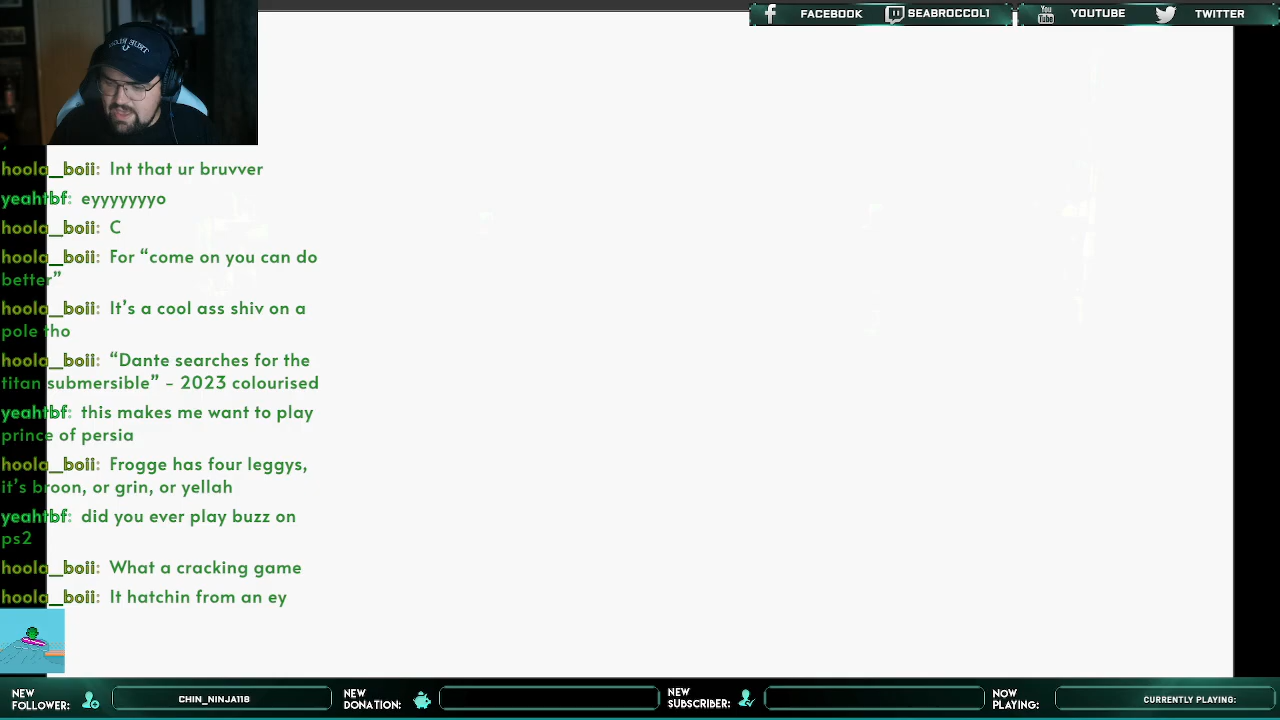 FACEBOOK SEABROCCOL1 You Tube YOUTUBE TWITTER
hoola_boii: Int that ur bruvver
yeahtbf: eyyyyyyyo
hoola_boii: C
hoola_boii: For “come on you can do
better”
hoola_boii: It’s a cool ass shiv on a
pole tho
hoola_boii: “Dante searches for the
titan submersible” - 2023 colourised
yeahtbf: this makes me want to play
prince of persia
hoola_boii: Frogge has four leggys,
it’s broon, or grin, or yellah
yeahtbf: did you ever play buzz on
ps2
hoola_boii: What a cracking game
hoola_boii: It hatchin from an ey
NEW FOLLOWER: CHIN_NINJA118 NEW DONATION: NEW SUBSCRIBER: NOW PLAYING: CURRENTLY PLAYING: